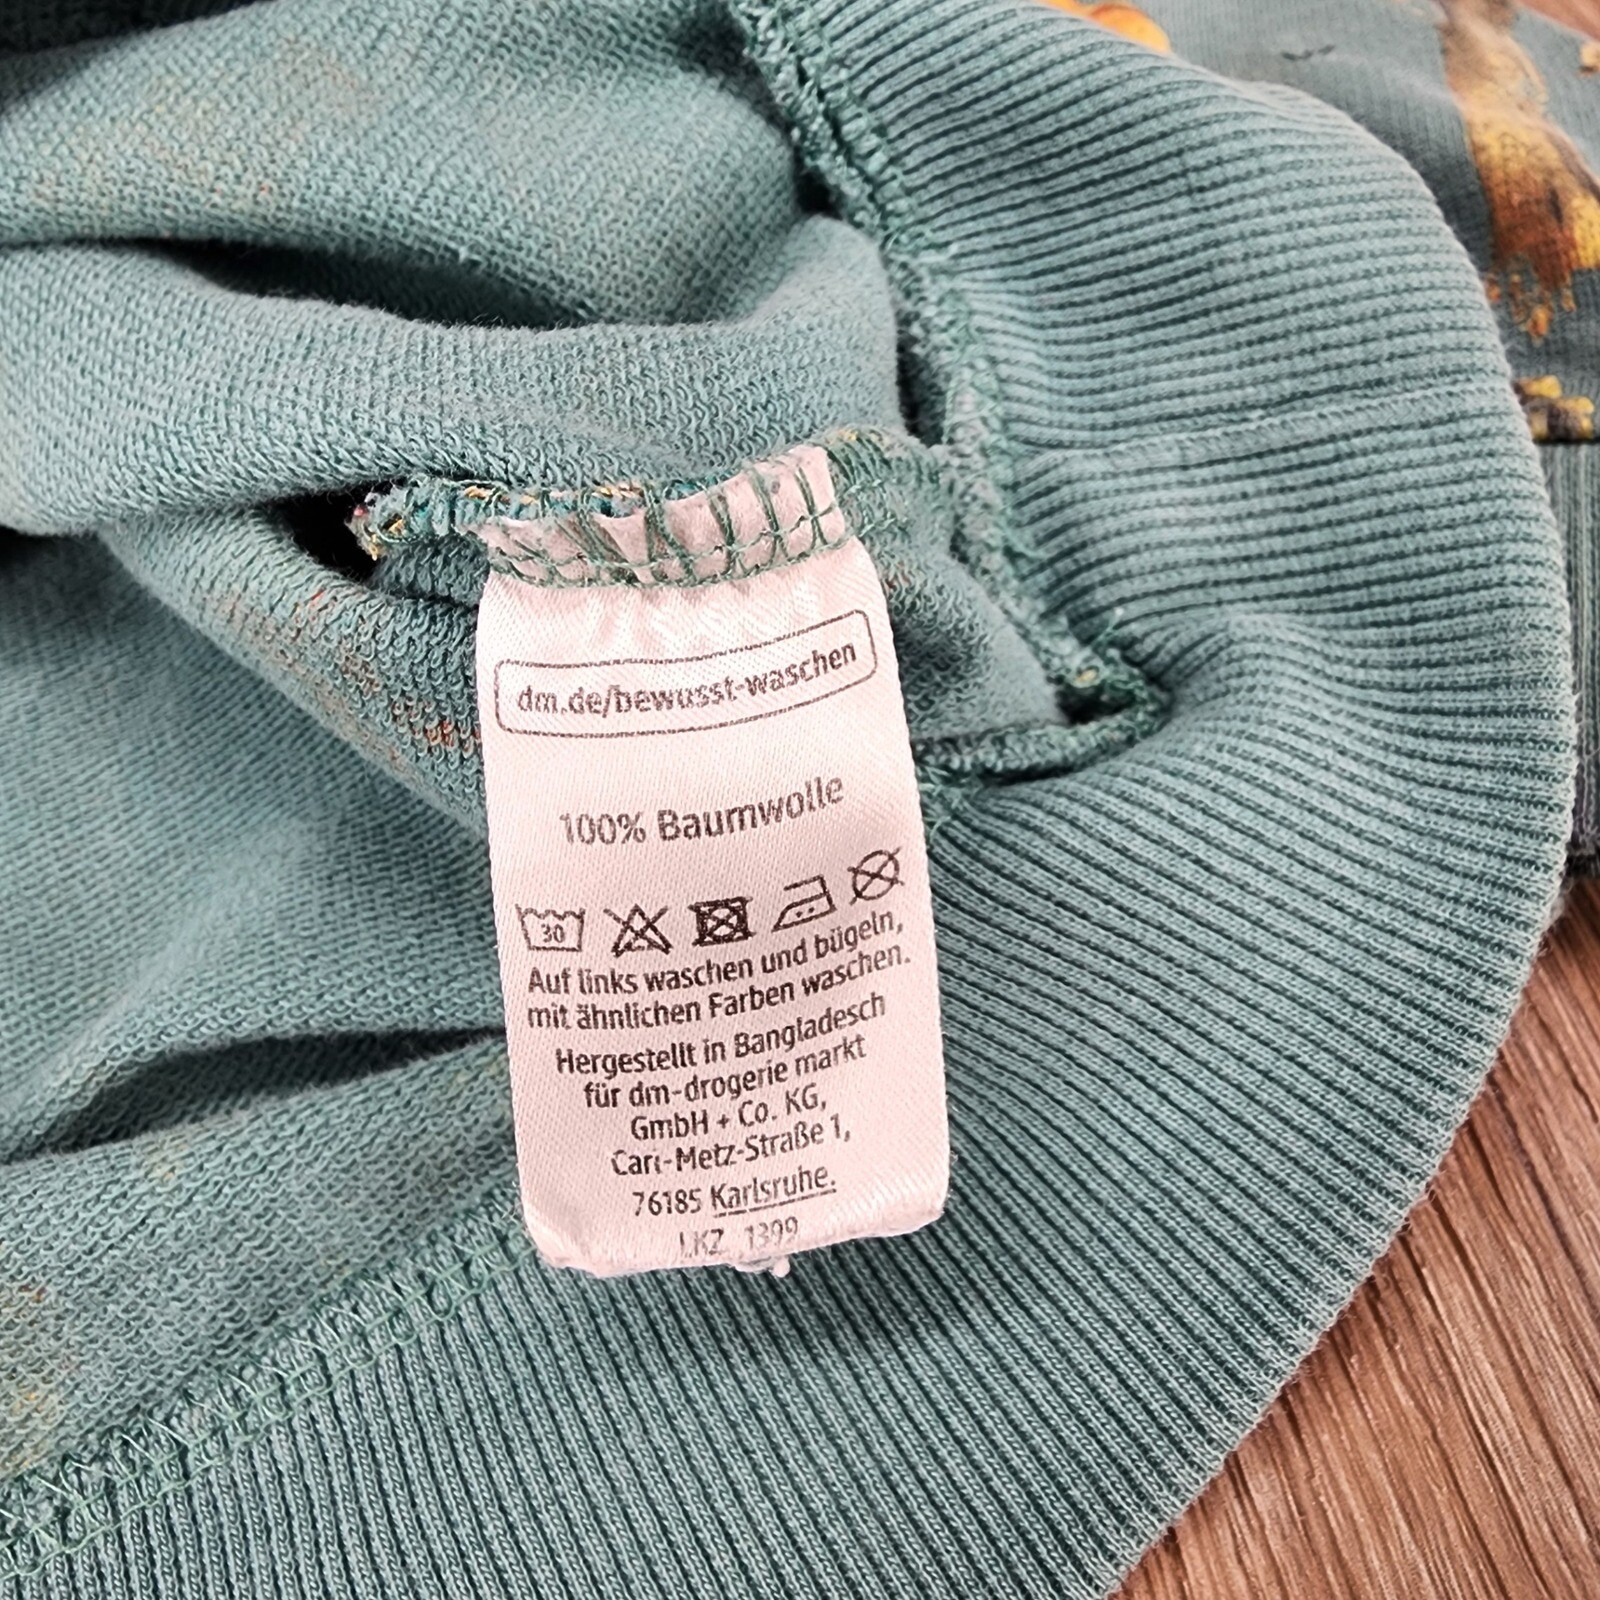 dm.de/bewusst-waschen
100% Baumwolle
30
Auf links waschen und bügeln,
mit ähnlichen Farben waschen.
Hergestellt in Bangladesch
für dm-drogerie markt
GmbH + Co. KG,
Carl-Metz-Straße 1,
76185 Karlsruhe.
LKZ 1399